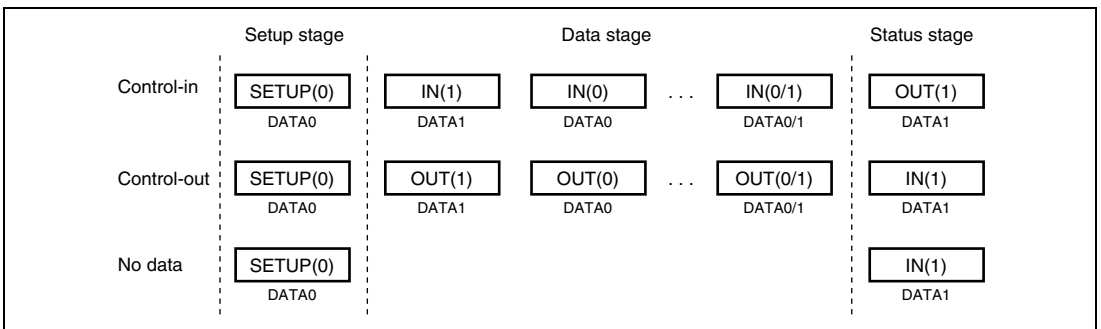 Setup stage Data stage Status stage
Control-in SETUP(0) IN(1) IN(0) . . . IN(0/1) OUT(1)
DATA0 DATA1 DATA0 DATA0/1 DATA1
Control-out SETUP(0) OUT(1) OUT(0) . . . OUT(0/1) IN(1)
DATA0 DATA1 DATA0 DATA0/1 DATA1
No data SETUP(0) IN(1)
DATA0 DATA1